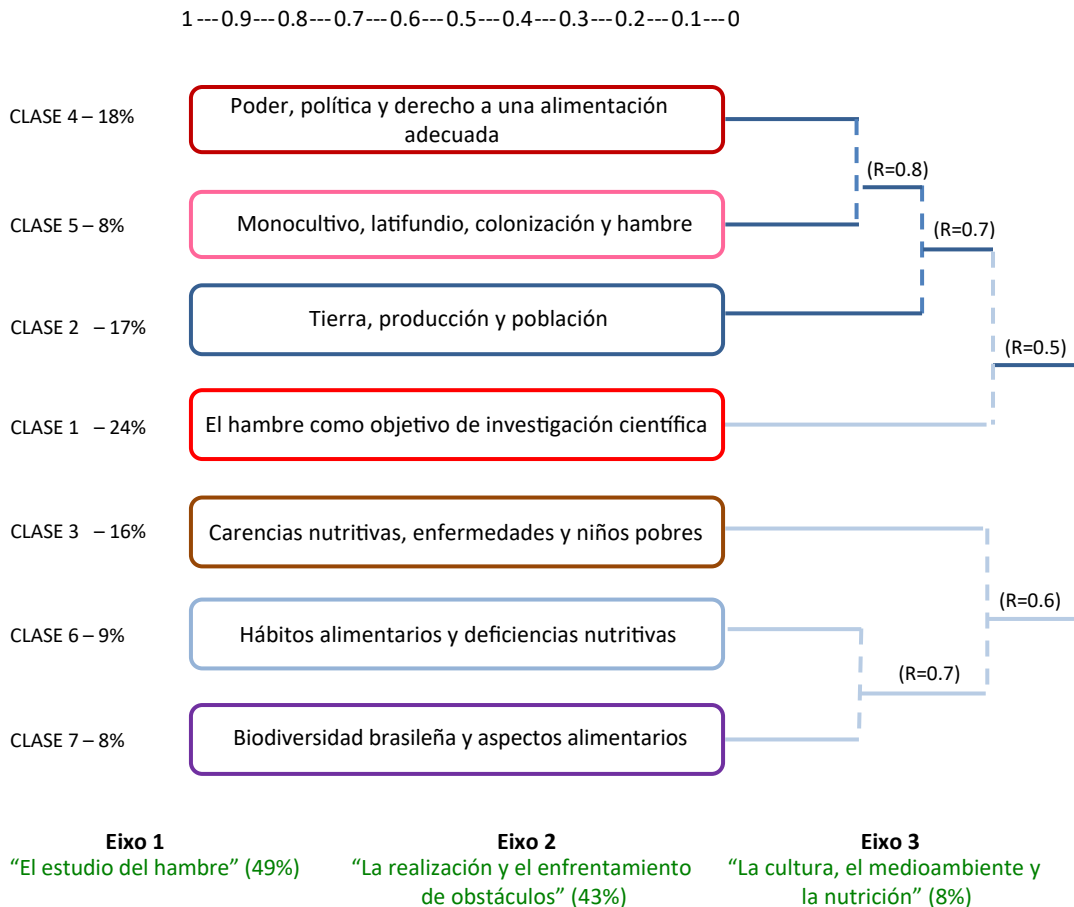 1 ---0.9---0.8---0.7---0.6---0.5---0.4---0.3---0.2---0.1---0
CLASE 4 – 18%
Poder, política y derecho a una alimentación
adecuada
(R=0.8)
CLASE 5 – 8%
Monocultivo, latifundio, colonización y hambre
(R=0.7)
CLASE 2 – 17%
Tierra, producción y población
(R=0.5)
CLASE 1 – 24%
El hambre como objetivo de investigación científica
CLASE 3 – 16%
Carencias nutritivas, enfermedades y niños pobres
(R=0.6)
CLASE 6 – 9%
Hábitos alimentarios y deficiencias nutritivas
(R=0.7)
CLASE 7 – 8%
Biodiversidad brasileña y aspectos alimentarios
Eixo 1
“El estudio del hambre” (49%)
Eixo 2
“La realización y el enfrentamiento
de obstáculos” (43%)
Eixo 3
“La cultura, el medioambiente y
la nutrición” (8%)